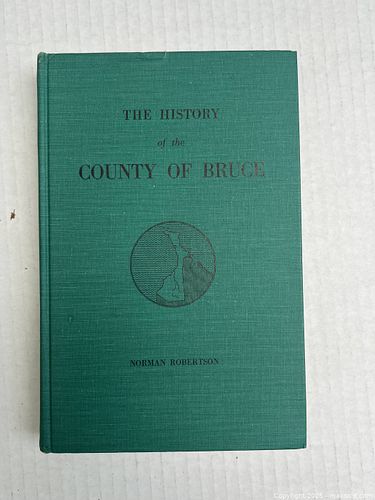 THE HISTORY
of the
COUNTY OF BRUCE
NORMAN ROBERTSON